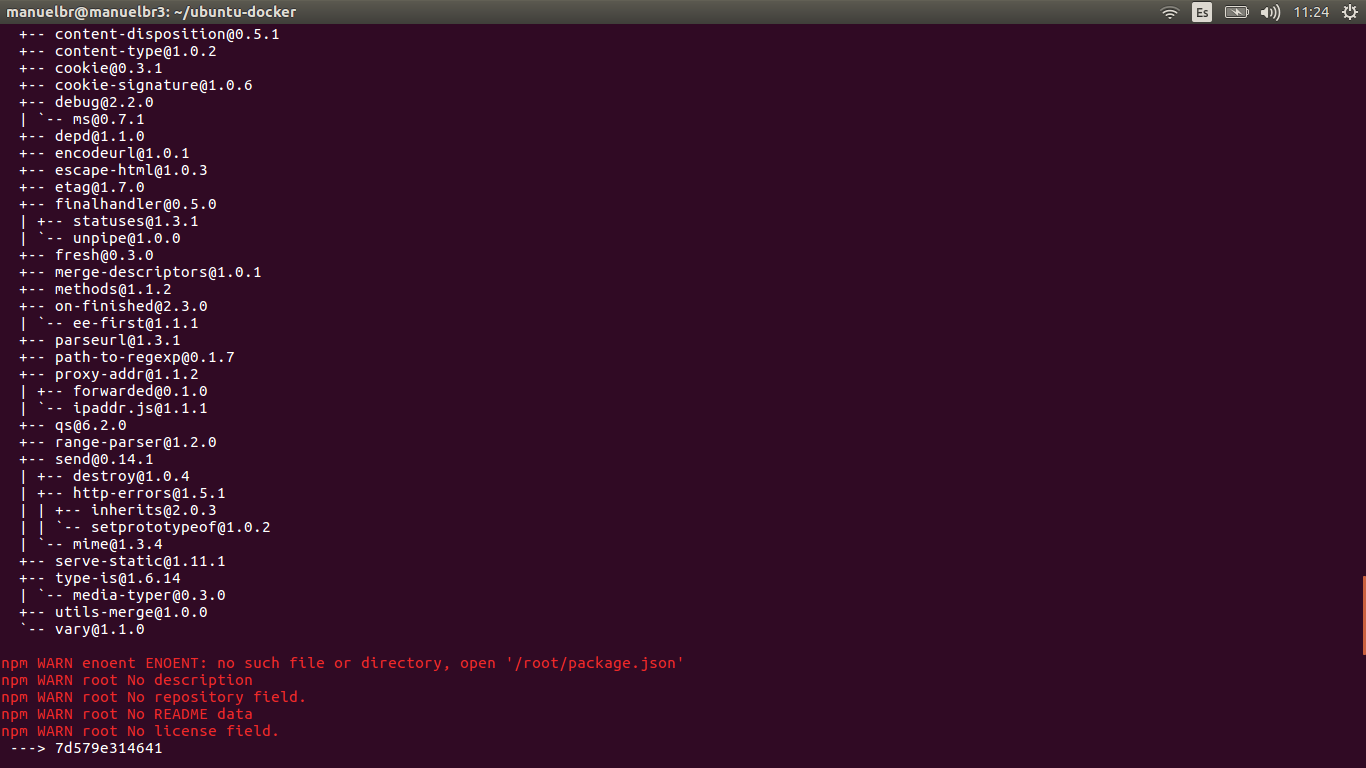 manuelbr@manuelbr3: ~/ubuntu-docker
Es
11:24
+-- content-disposition@0.5.1
+-- content-type@1.0.2
+-- cookie@0.3.1
+-- cookie-signature@1.0.6
+-- debug@2.2.0
| `-- ms@0.7.1
+-- depd@1.1.0
+-- encodeurl@1.0.1
+-- escape-html@1.0.3
+-- etag@1.7.0
+-- finalhandler@0.5.0
| +-- statuses@1.3.1
| `-- unpipe@1.0.0
+-- fresh@0.3.0
+-- merge-descriptors@1.0.1
+-- methods@1.1.2
+-- on-finished@2.3.0
| `-- ee-first@1.1.1
+-- parseurl@1.3.1
+-- path-to-regexp@0.1.7
+-- proxy-addr@1.1.2
| +-- forwarded@0.1.0
| `-- ipaddr.js@1.1.1
+-- qs@6.2.0
+-- range-parser@1.2.0
+-- send@0.14.1
| +-- destroy@1.0.4
| +-- http-errors@1.5.1
| | +-- inherits@2.0.3
| | `-- setprototypeof@1.0.2
| `-- mime@1.3.4
+-- serve-static@1.11.1
+-- type-is@1.6.14
| `-- media-typer@0.3.0
+-- utils-merge@1.0.0
`-- vary@1.1.0
npm WARN enoent ENOENT: no such file or directory, open '/root/package.json'
npm WARN root No description
npm WARN root No repository field.
npm WARN root No README data
npm WARN root No license field.
---> 7d579e314641